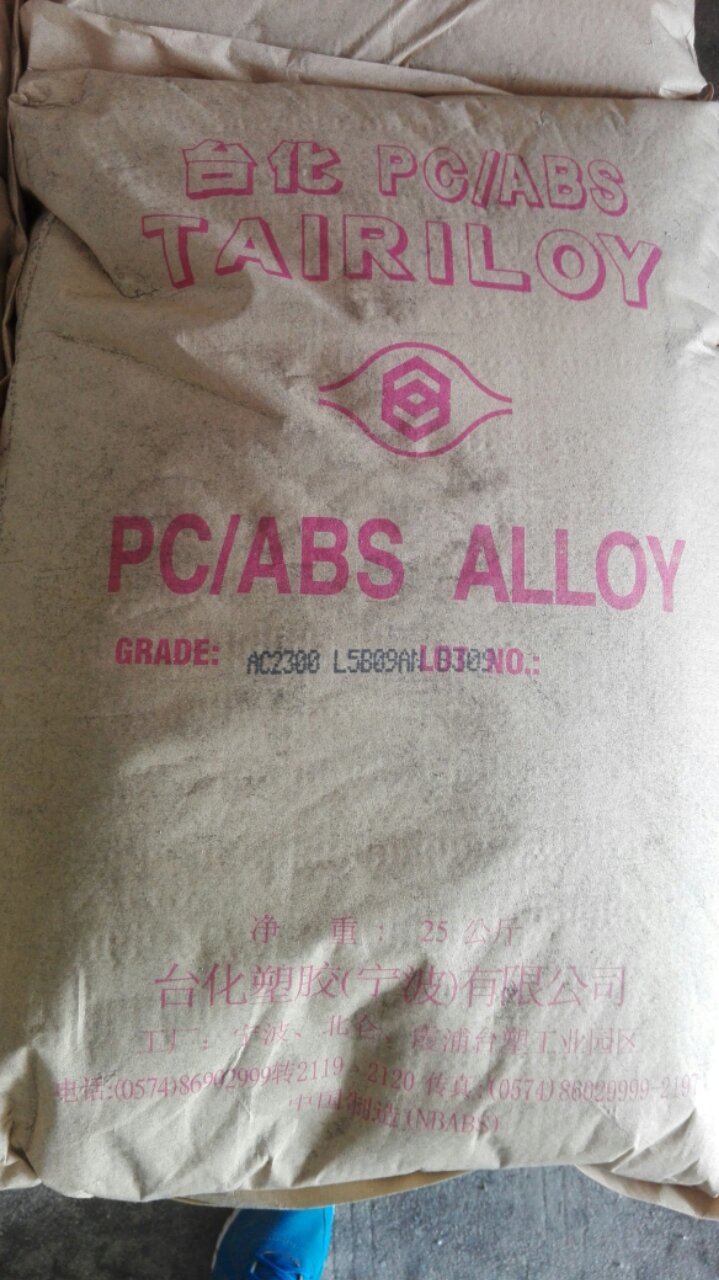 台化 PC/ABS
TAIRILOY
PC/ABS ALLOY
GRADE: AC2300 L5B09AN LOT NO.:
净 重： 25 公斤
台化塑胶(宁波)有限公司
工厂：宁波、北仑、霞浦台塑工业园区
电话:(0574)86902999转2119、2120 传真:(0574)86029999-2197
中国制造(NBABS)